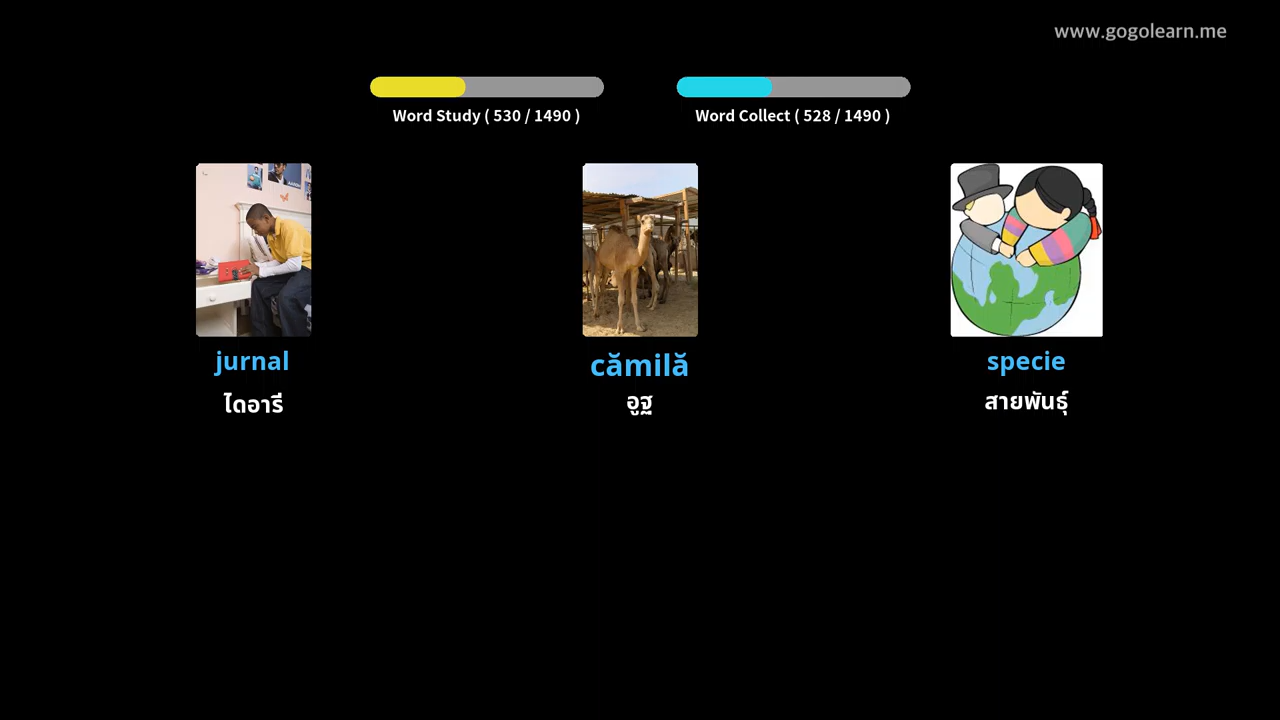 www.gogolearn.me
Word Study ( 530 / 1490 )
Word Collect ( 528 / 1490 )
jurnal
ไดอารี
cămilă
อูฐ
specie
สายพันธุ์